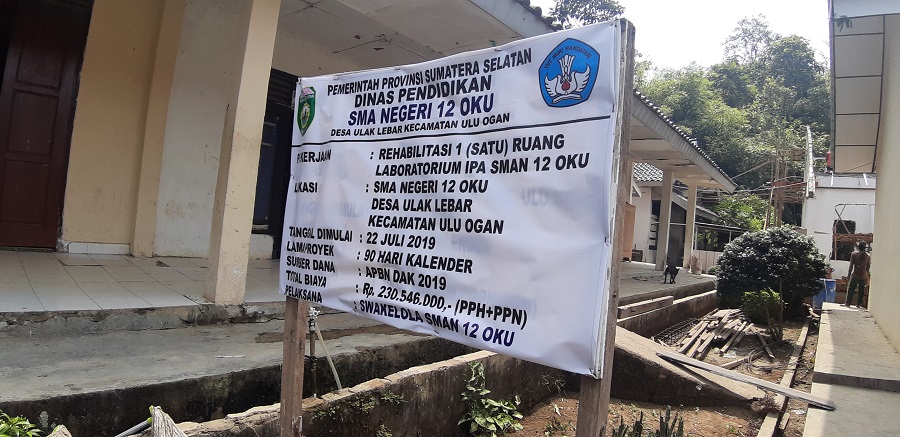 PEMERINTAH PROVINSI SUMATERA SELATAN
DINAS PENDIDIKAN
SMA NEGERI 12 OKU
DESA ULAK LEBAR KECAMATAN ULU OGAN
: REHABILITASI 1 (SATU) RUANG
LABORATORIUM IPA SMAN 12 OKU
: SMA NEGERI 12 OKU
DESA ULAK LEBAR
KECAMATAN ULU OGAN
TANGGAL DIMULAI : 22 JULI 2019
LAMA PROYEK : 90 HARI KALENDER
SUMBER DANA : APBN DAK 2019
TOTAL BIAYA : Rp. 230.546.000,- (PPH+PPN)
: SWAKELOLA SMAN 12 OKU
TUT WURI HANDAYANI